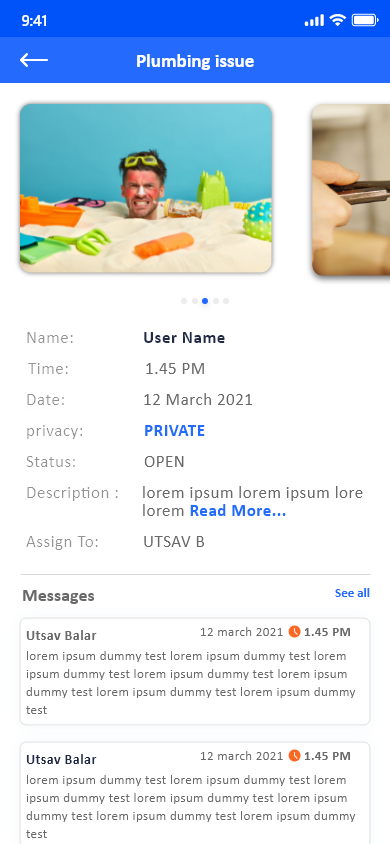 9:41
Plumbing issue
Name: User Name
Time: 1.45 PM
Date: 12 March 2021
privacy: PRIVATE
Status: OPEN
Description : lorem ipsum lorem ipsum lore
lorem Read More...
Assign To: UTSAV B
Messages See all
Utsav Balar 12 march 2021 1.45 PM
lorem ipsum dummy test lorem ipsum dummy test lorem
ipsum dummy test lorem ipsum dummy test lorem ipsum
dummy test lorem ipsum dummy test lorem ipsum dummy
test
Utsav Balar 12 march 2021 1.45 PM
lorem ipsum dummy test lorem ipsum dummy test lorem
ipsum dummy test lorem ipsum dummy test lorem ipsum
dummy test lorem ipsum dummy test lorem ipsum dummy
test